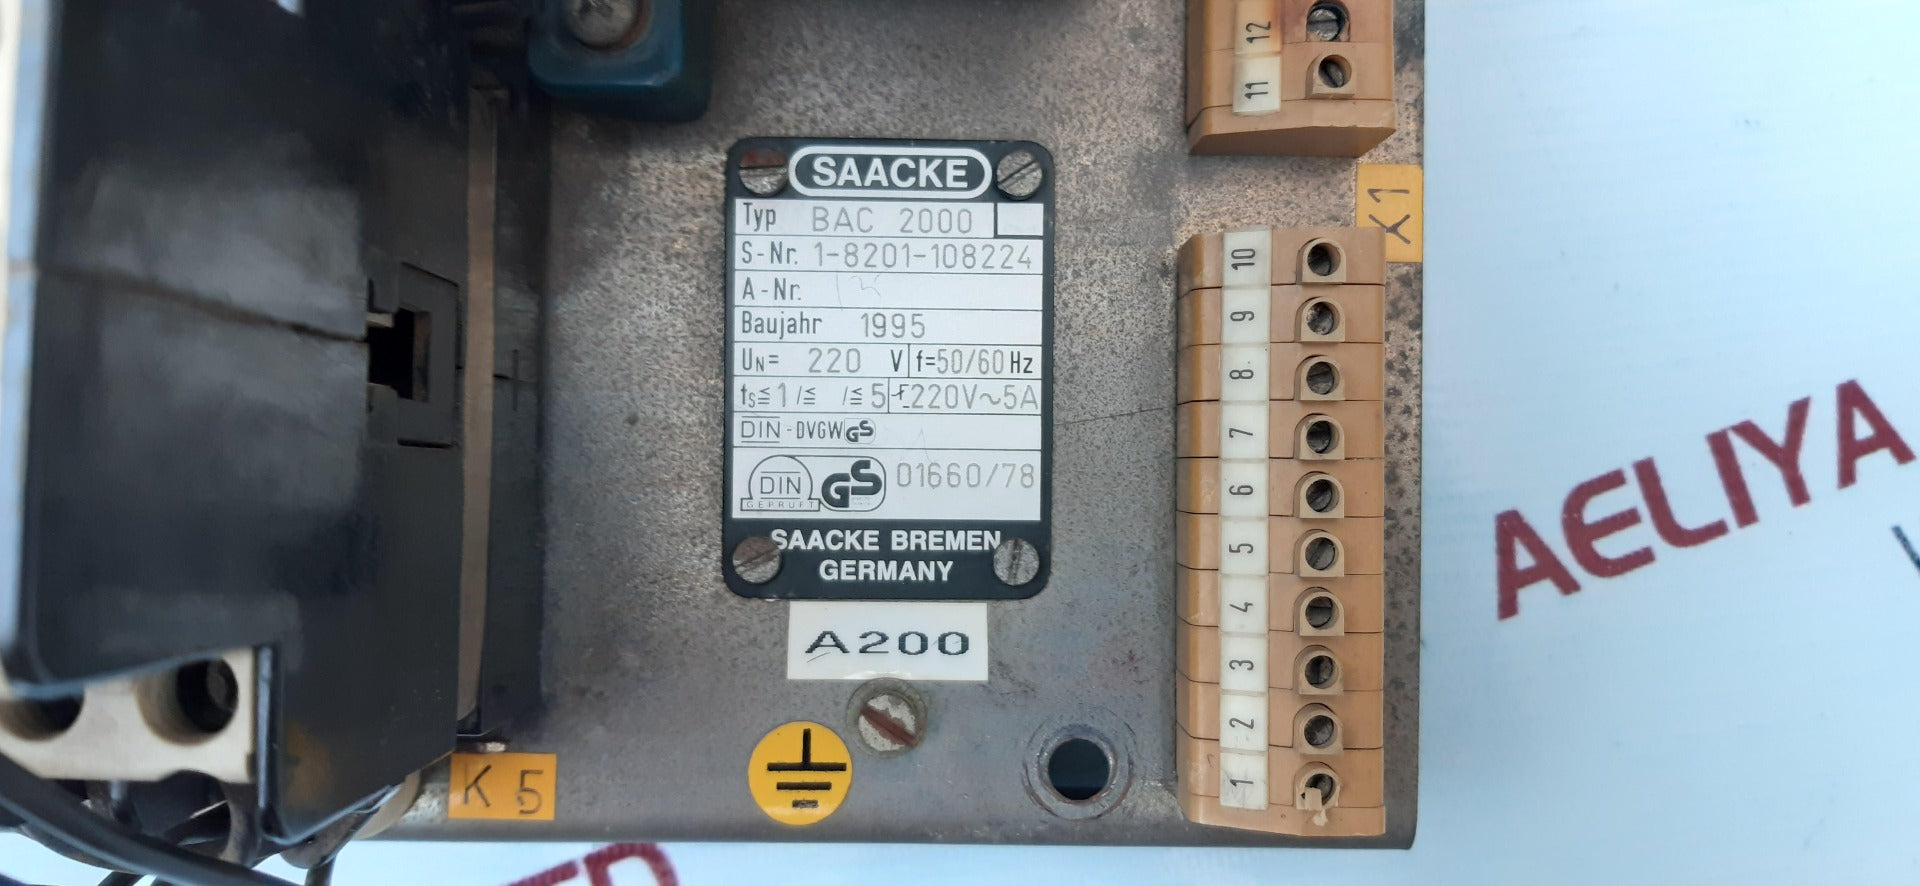 SAACKE
Typ BAC 2000
S-Nr. 1-8201-108224
A-Nr.
Baujahr 1995
UN= 220 V f=50/60 Hz
ts≦1/≦ /≦5 220V~5A
DIN-DVGW GS
DIN GEPRÜFT GS 01660/78
SAACKE BREMEN
GERMANY
A200
K5
12
11
X1
10
9
8
7
6
5
4
3
2
1
AELIYA